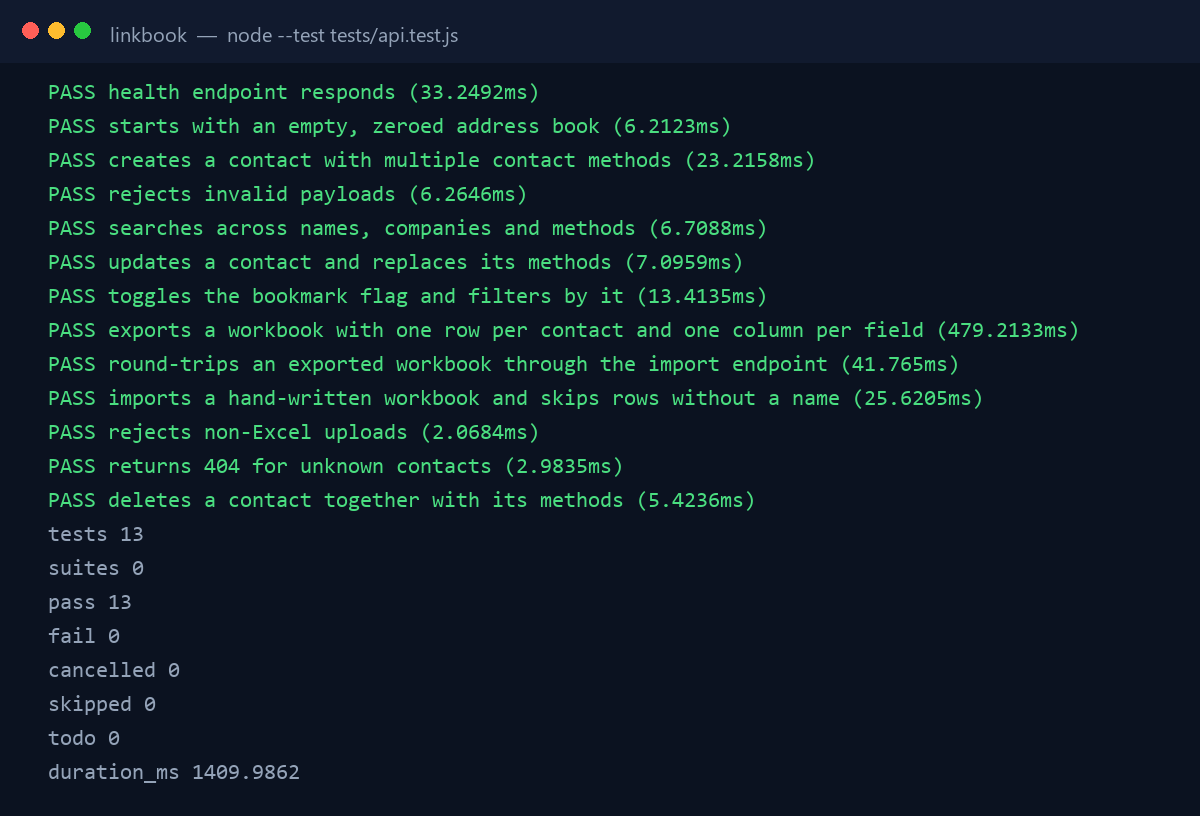 linkbook — node --test tests/api.test.js
PASS health endpoint responds (33.2492ms)
PASS starts with an empty, zeroed address book (6.2123ms)
PASS creates a contact with multiple contact methods (23.2158ms)
PASS rejects invalid payloads (6.2646ms)
PASS searches across names, companies and methods (6.7088ms)
PASS updates a contact and replaces its methods (7.0959ms)
PASS toggles the bookmark flag and filters by it (13.4135ms)
PASS exports a workbook with one row per contact and one column per field (479.2133ms)
PASS round-trips an exported workbook through the import endpoint (41.765ms)
PASS imports a hand-written workbook and skips rows without a name (25.6205ms)
PASS rejects non-Excel uploads (2.0684ms)
PASS returns 404 for unknown contacts (2.9835ms)
PASS deletes a contact together with its methods (5.4236ms)
tests 13
suites 0
pass 13
fail 0
cancelled 0
skipped 0
todo 0
duration_ms 1409.9862